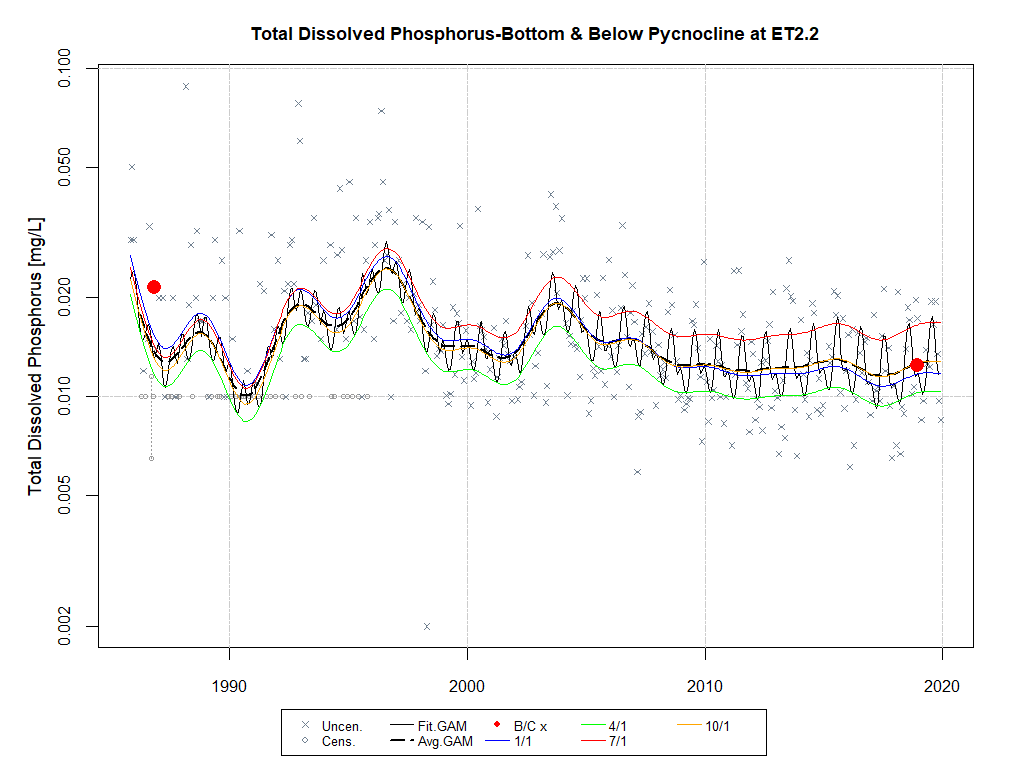 Total Dissolved Phosphorus-Bottom & Below Pycnocline at ET2.2
Total Dissolved Phosphorus [mg/L]
0.100
0.050
0.020
0.010
0.005
0.002
1990 2000 2010 2020
Uncen. Fit.GAM B/C x 4/1 10/1
Cens. Avg.GAM 1/1 7/1